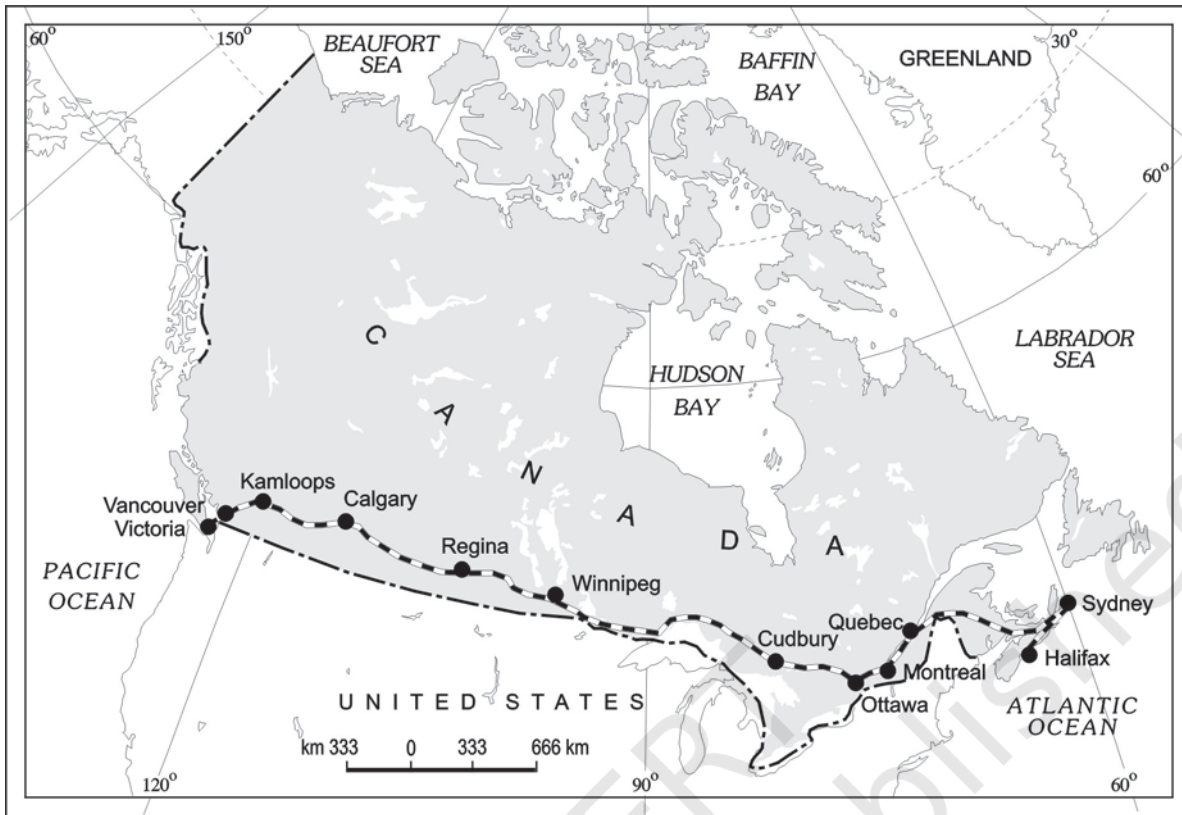 60°
150°
BEAUFORT
SEA
BAFFIN
BAY
GREENLAND
30°
60°
LABRADOR
SEA
HUDSON
BAY
C A N A D A
Kamloops
Vancouver
Calgary
Victoria
Regina
Winnipeg
PACIFIC
OCEAN
Cudbury
Quebec
Sydney
Montreal
Halifax
Ottawa
UNITED STATES
ATLANTIC
OCEAN
km 333 0 333 666 km
120°
90°
60°